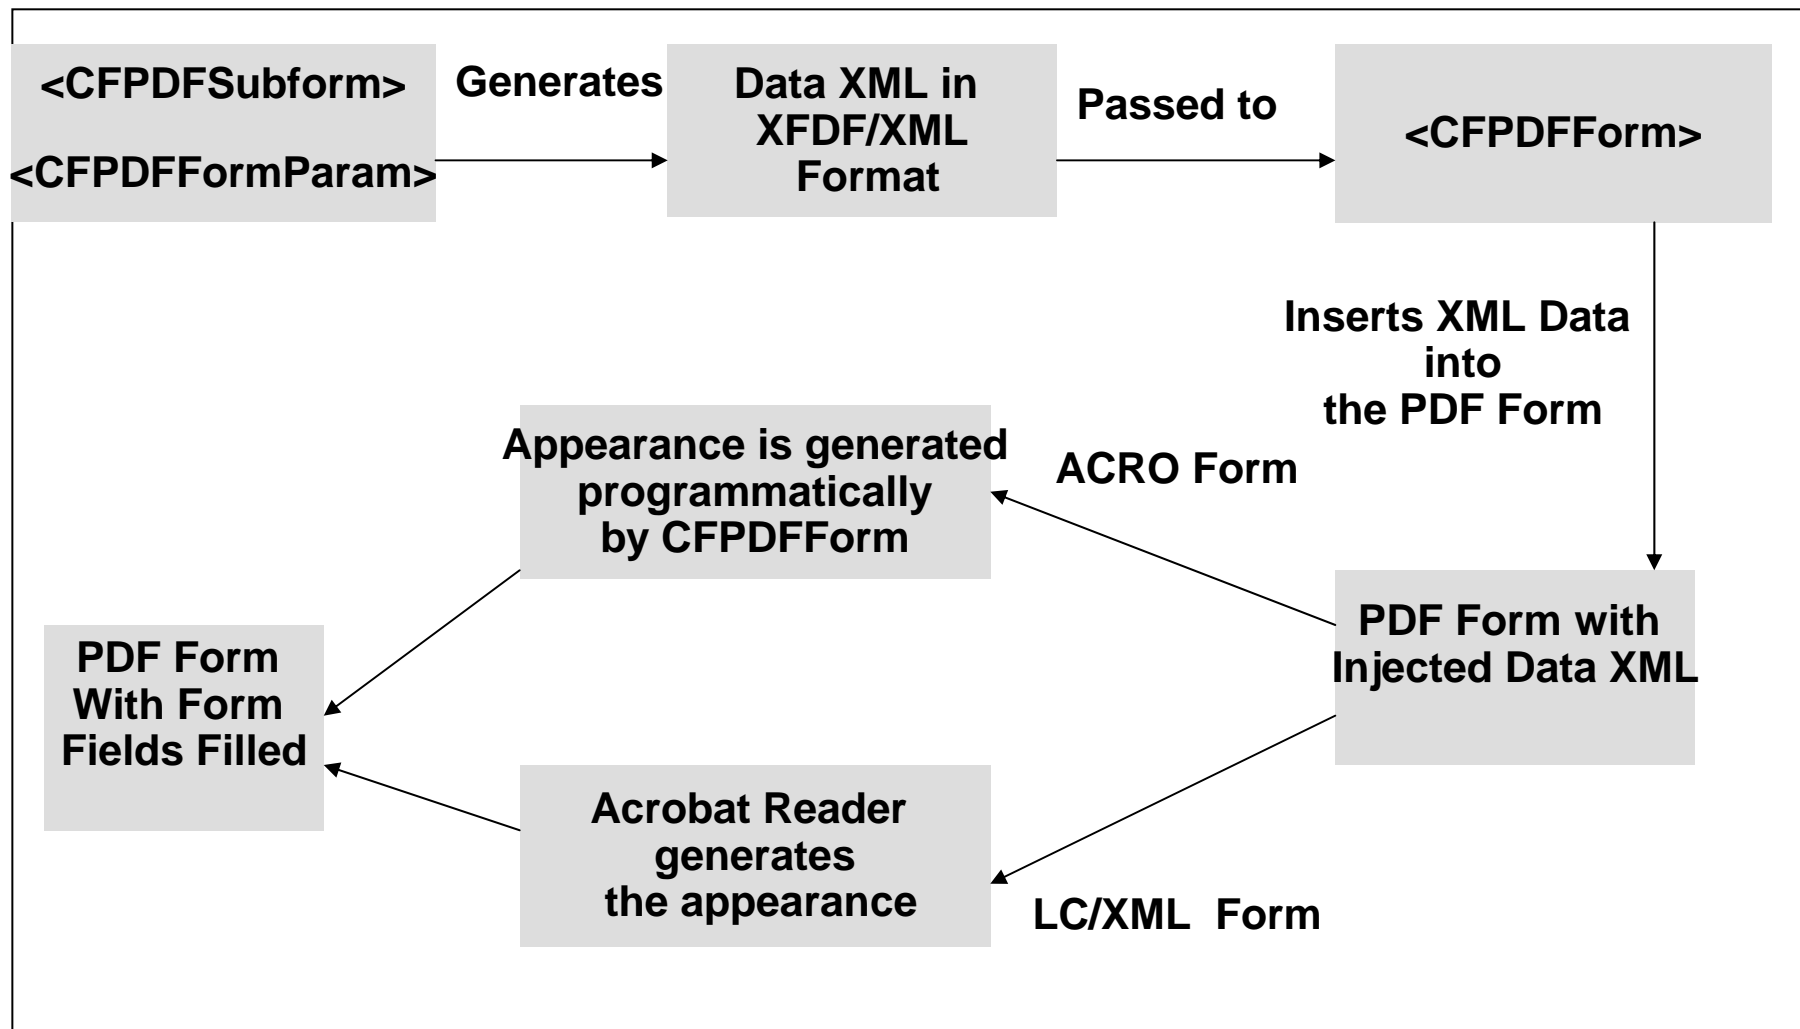 <CFPDFSubform>
<CFPDFFormParam>
Generates
Data XML in
XFDF/XML
Format
Passed to
<CFPDFForm>
Inserts XML Data
into
the PDF Form
Appearance is generated
programmatically
by CFPDFForm
ACRO Form
PDF Form with
Injected Data XML
PDF Form
With Form
Fields Filled
Acrobat Reader
generates
the appearance
LC/XML  Form